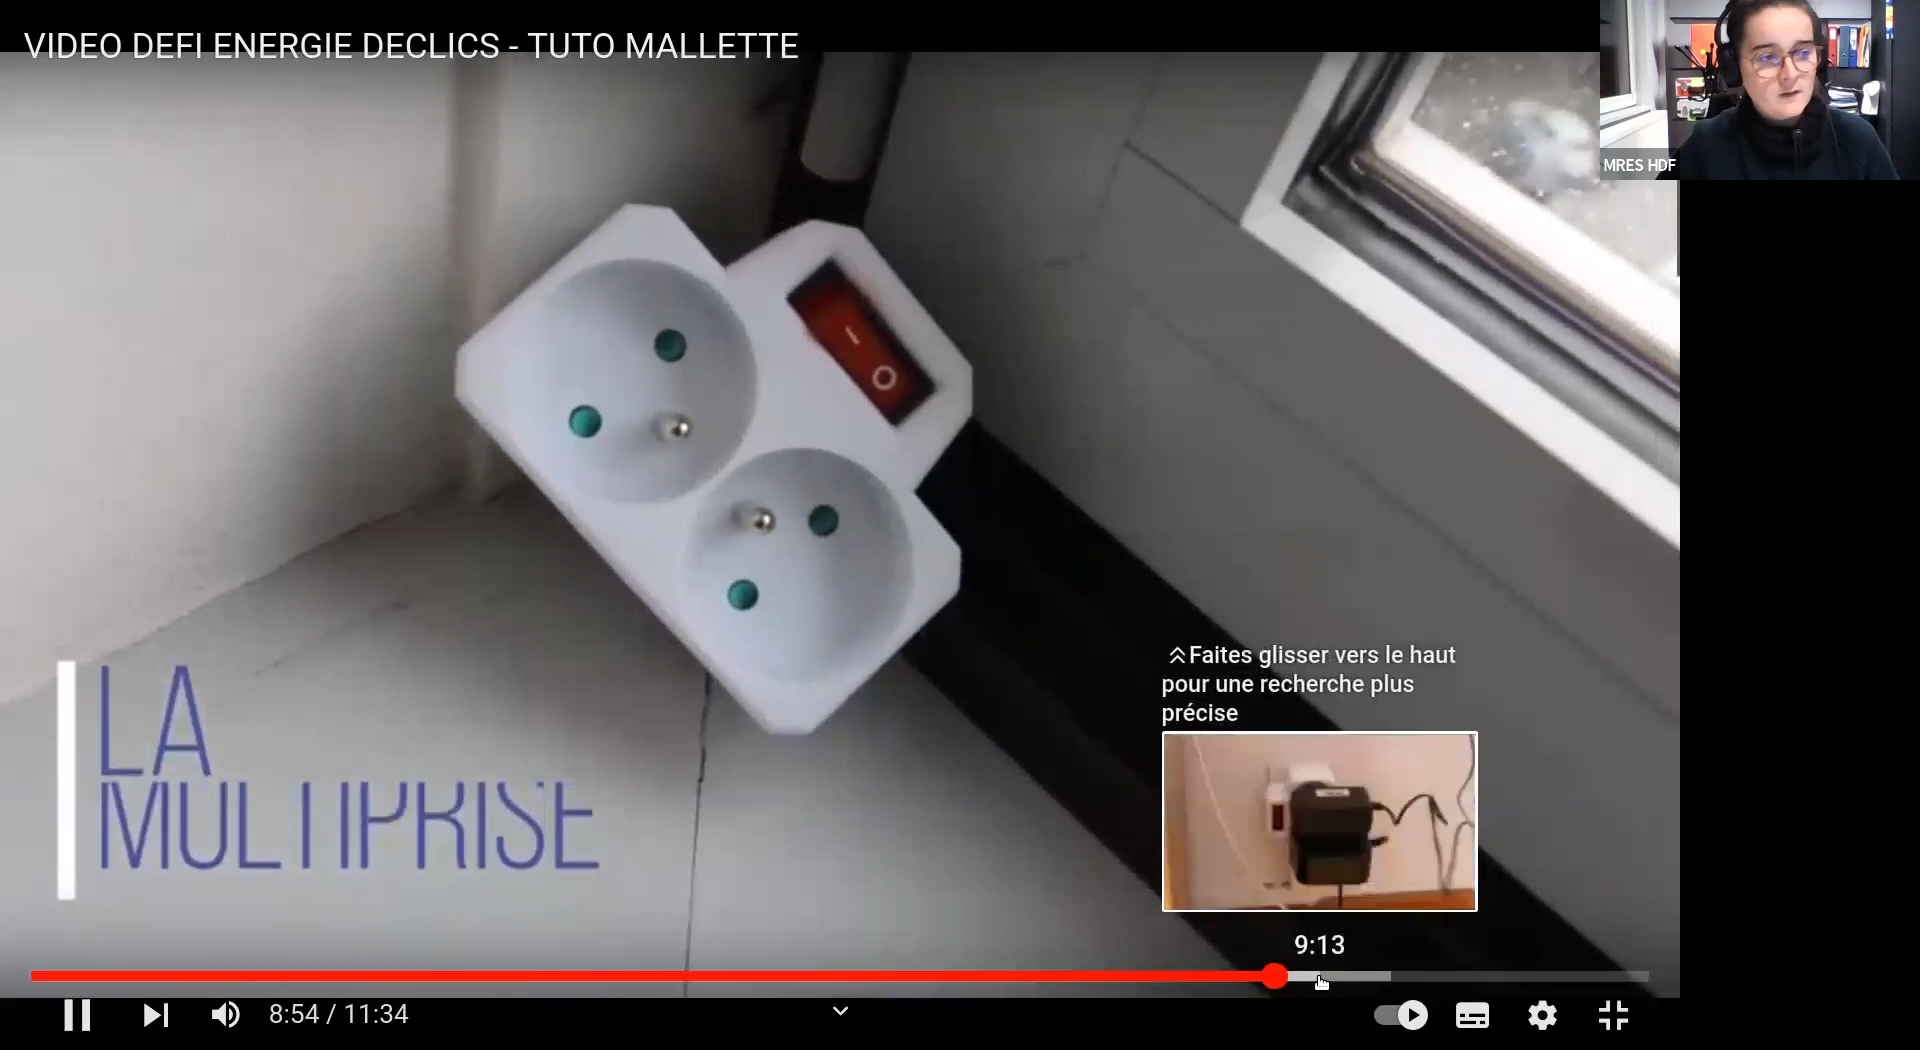 VIDEO DEFI ENERGIE DECLICS - TUTO MALLETTE
MRES HDF
LA
MULTIPRISE
Faites glisser vers le haut
pour une recherche plus
précise
9:13
8:54 / 11:34